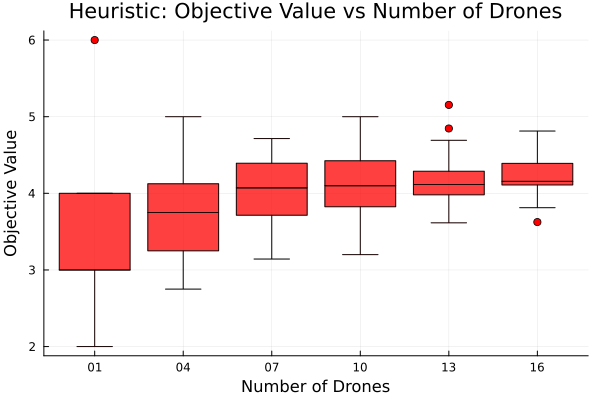 Heuristic: Objective Value vs Number of Drones
Objective Value
6
5
4
3
2
01 04 07 10 13 16
Number of Drones